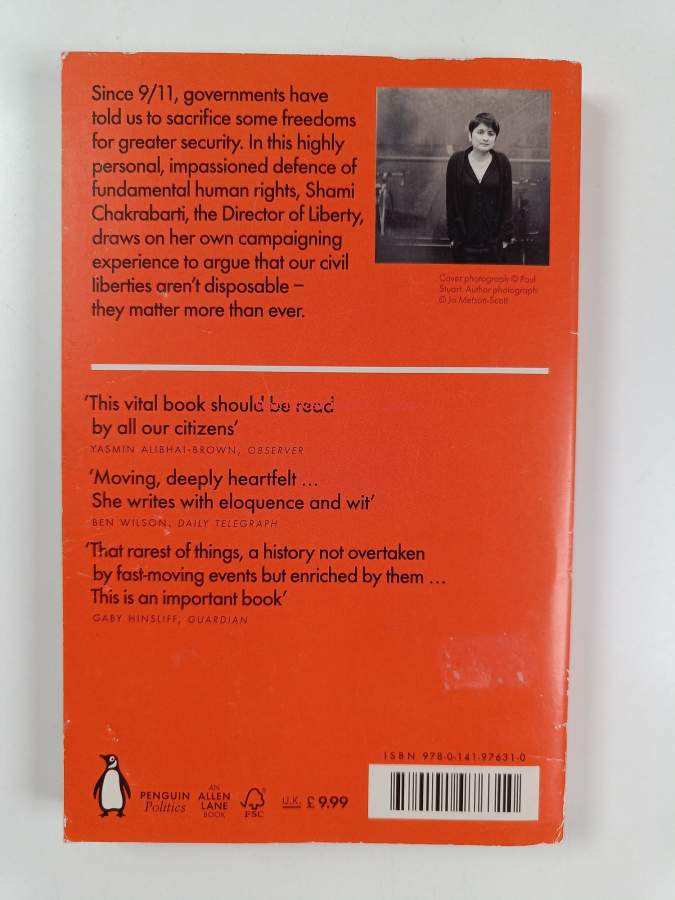 Since 9/11, governments have
told us to sacrifice some freedoms
for greater security. In this highly
personal, impassioned defence of
fundamental human rights, Shami
Chakrabarti, the Director of Liberty,
draws on her own campaigning
experience to argue that our civil
liberties aren't disposable –
they matter more than ever.
Cover photograph © Paul
Stuart. Author photograph
© Jo Metson Scott
'This vital book should be read
by all our citizens'
YASMIN ALIBHAI-BROWN, OBSERVER
'Moving, deeply heartfelt ...
She writes with eloquence and wit'
BEN WILSON, DAILY TELEGRAPH
'That rarest of things, a history not overtaken
by fast-moving events but enriched by them ...
This is an important book'
GABY HINSLIFF, GUARDIAN
ISBN 978-0-141-97631-0
PENGUIN
Politics
AN
ALLEN
LANE
BOOK
FSC
U.K. £9.99